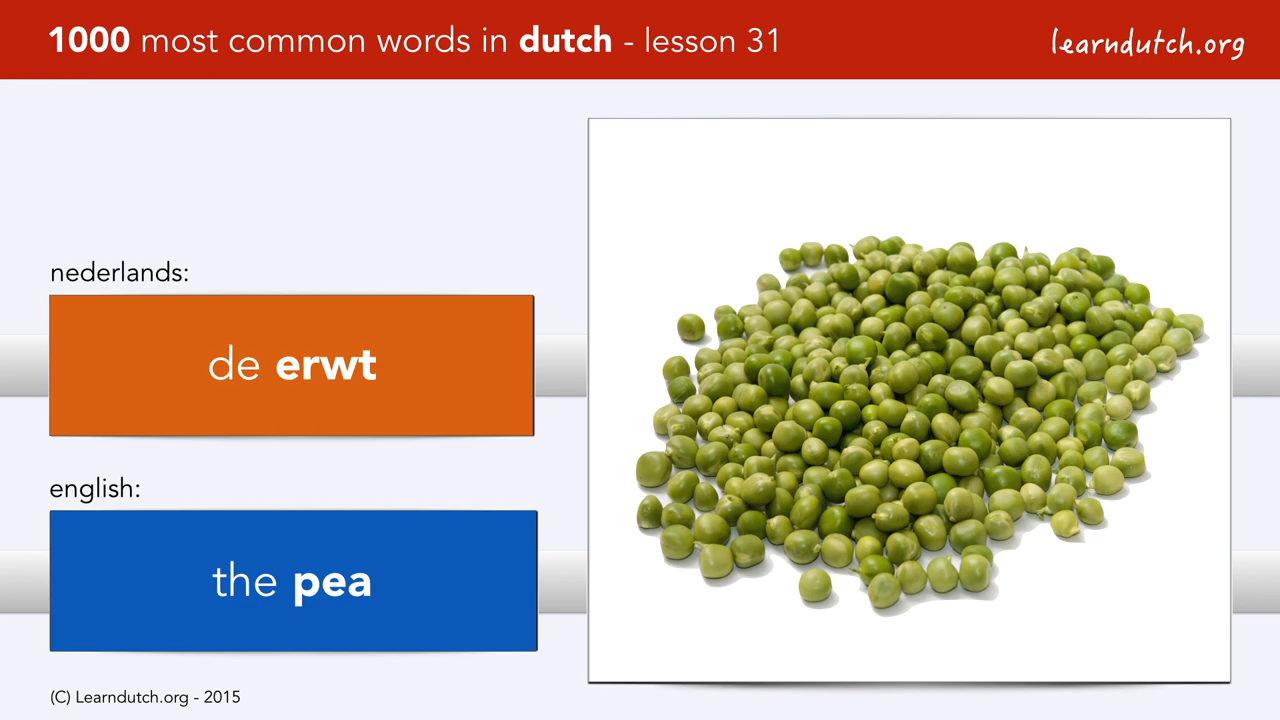 1000 most common words in dutch - lesson 31
learndutch.org
nederlands:
de erwt
english:
the pea
(C) Learndutch.org - 2015